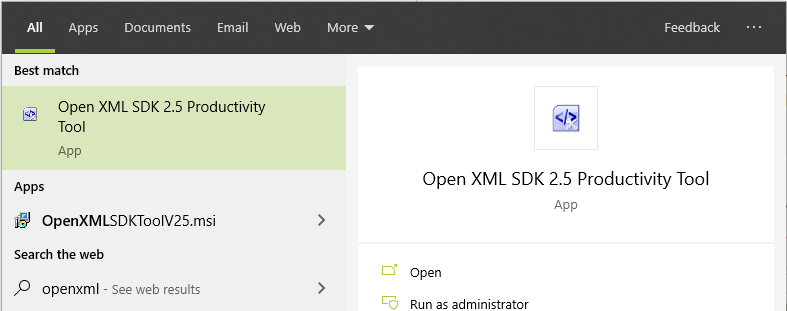 All Apps Documents Email Web More Feedback ...
Best match
Open XML SDK 2.5 Productivity
Tool
App
Apps
OpenXMLSDKToolV25.msi
Search the web
openxml - See web results
</>
Open XML SDK 2.5 Productivity Tool
App
Open
Run as administrator